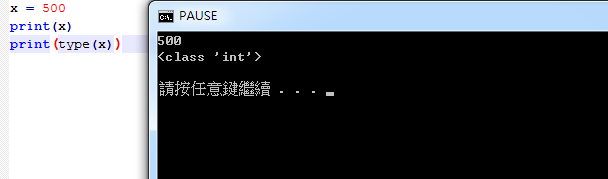 x = 500
print(x)
print(type(x))
PAUSE
500
<class 'int'>
請按任意鍵繼續 . . .